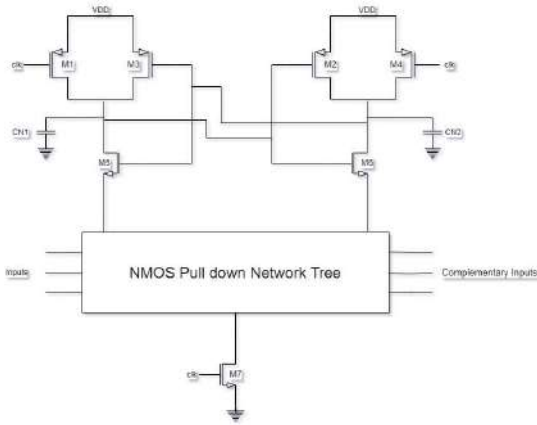 VDD
VDD
clk
M1
M3
M2
M4
clk
CN1
CN2
M5
M6
Inputs
NMOS Pull down Network Tree
Complementary Inputs
clk
M7